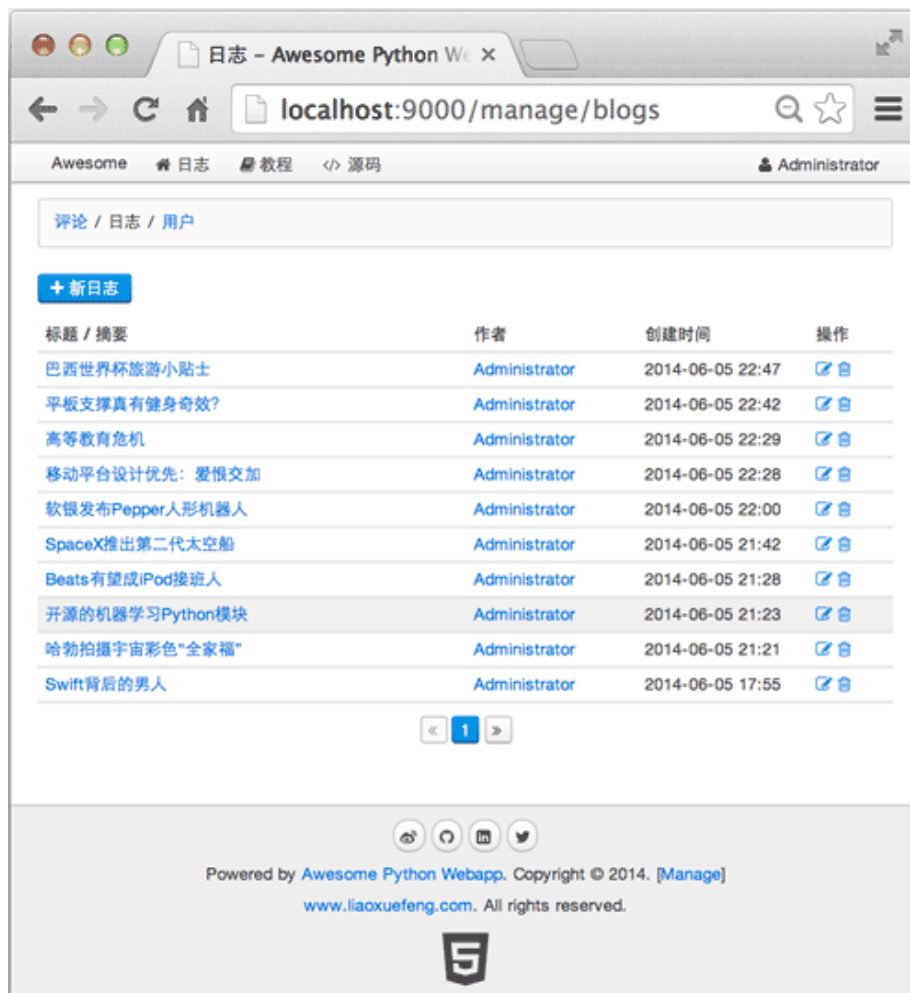 日志 – Awesome Python We
localhost:9000/manage/blogs
Awesome 日志 教程 源码 Administrator
评论 / 日志 / 用户
新日志
标题 / 摘要 作者 创建时间 操作
巴西世界杯旅游小贴士 Administrator 2014-06-05 22:47
平板支撑真有健身奇效? Administrator 2014-06-05 22:42
高等教育危机 Administrator 2014-06-05 22:29
移动平台设计优先：爱恨交加 Administrator 2014-06-05 22:28
软银发布Pepper人形机器人 Administrator 2014-06-05 22:00
SpaceX推出第二代太空船 Administrator 2014-06-05 21:42
Beats有望成iPod接班人 Administrator 2014-06-05 21:28
开源的机器学习Python模块 Administrator 2014-06-05 21:23
哈勃拍摄宇宙彩色“全家福” Administrator 2014-06-05 21:21
Swift背后的男人 Administrator 2014-06-05 17:55
« 1 »
Powered by Awesome Python Webapp. Copyright © 2014. [Manage]
www.liaoxuefeng.com. All rights reserved.